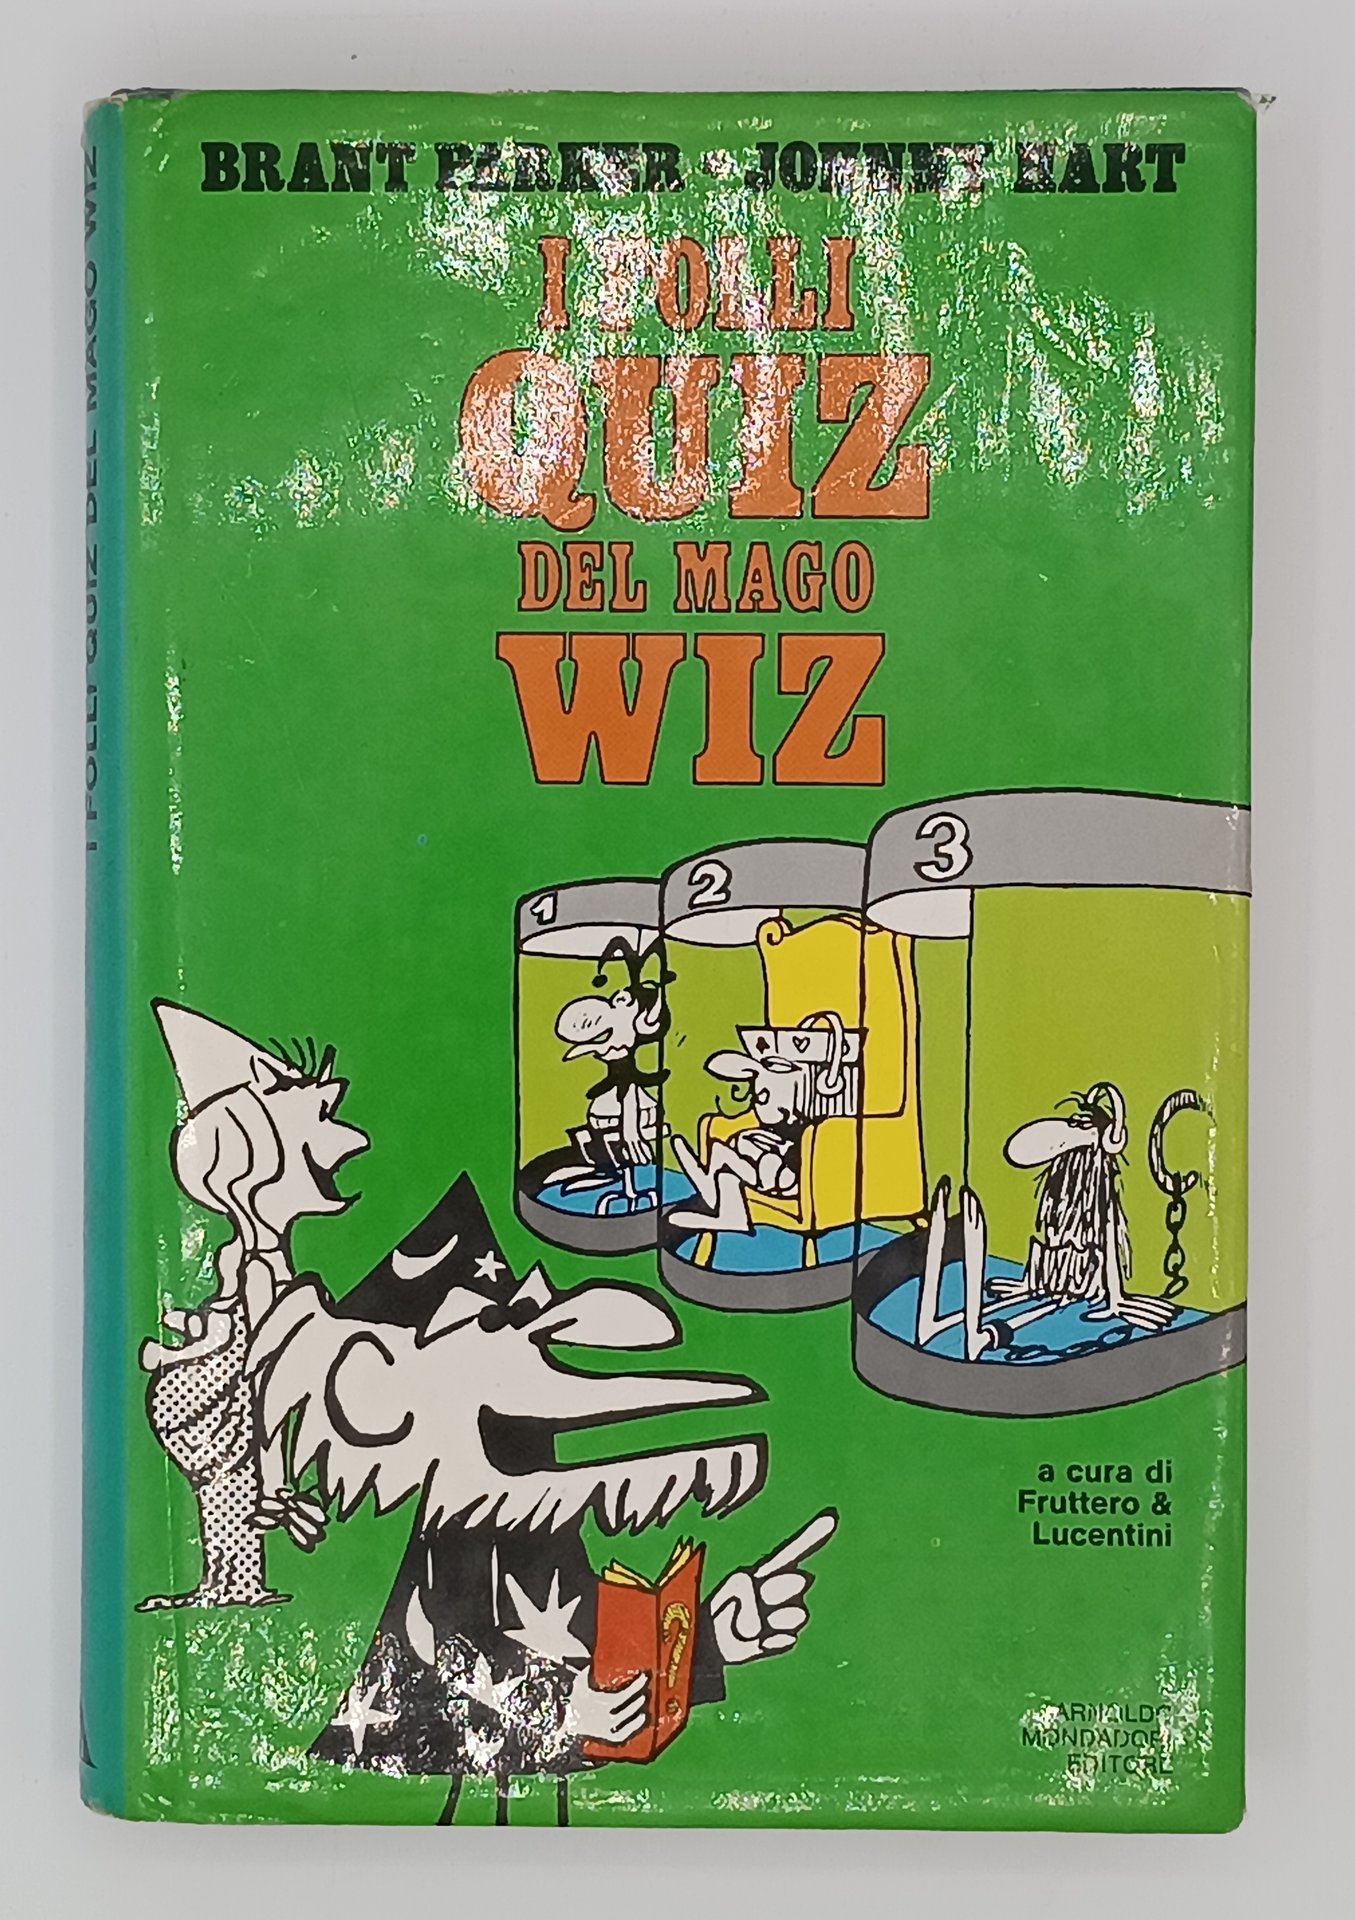 BRANT PARKER • JOHNNY HART
I FOLLI
QUIZ
DEL MAGO
WIZ
1
2
3
a cura di
Fruttero &
Lucentini
ARNOLDO
MONDADORI
EDITORE
I FOLLI QUIZ DEL MAGO WIZ